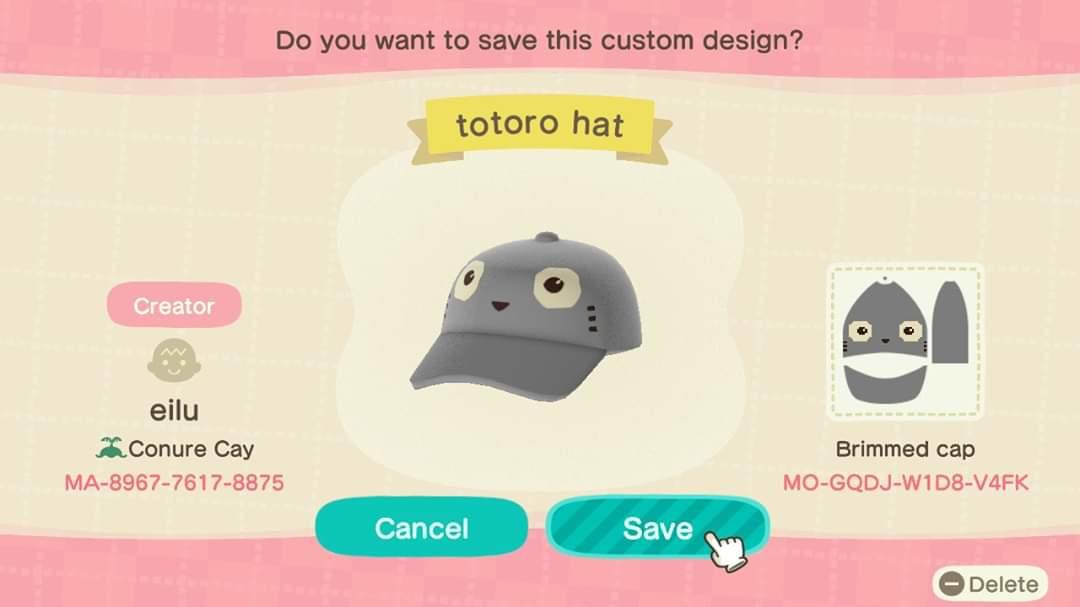 Do you want to save this custom design?
totoro hat
Creator
eilu
Conure Cay
MA-8967-7617-8875
Brimmed cap
MO-GQDJ-W1D8-V4FK
Cancel
Save
Delete